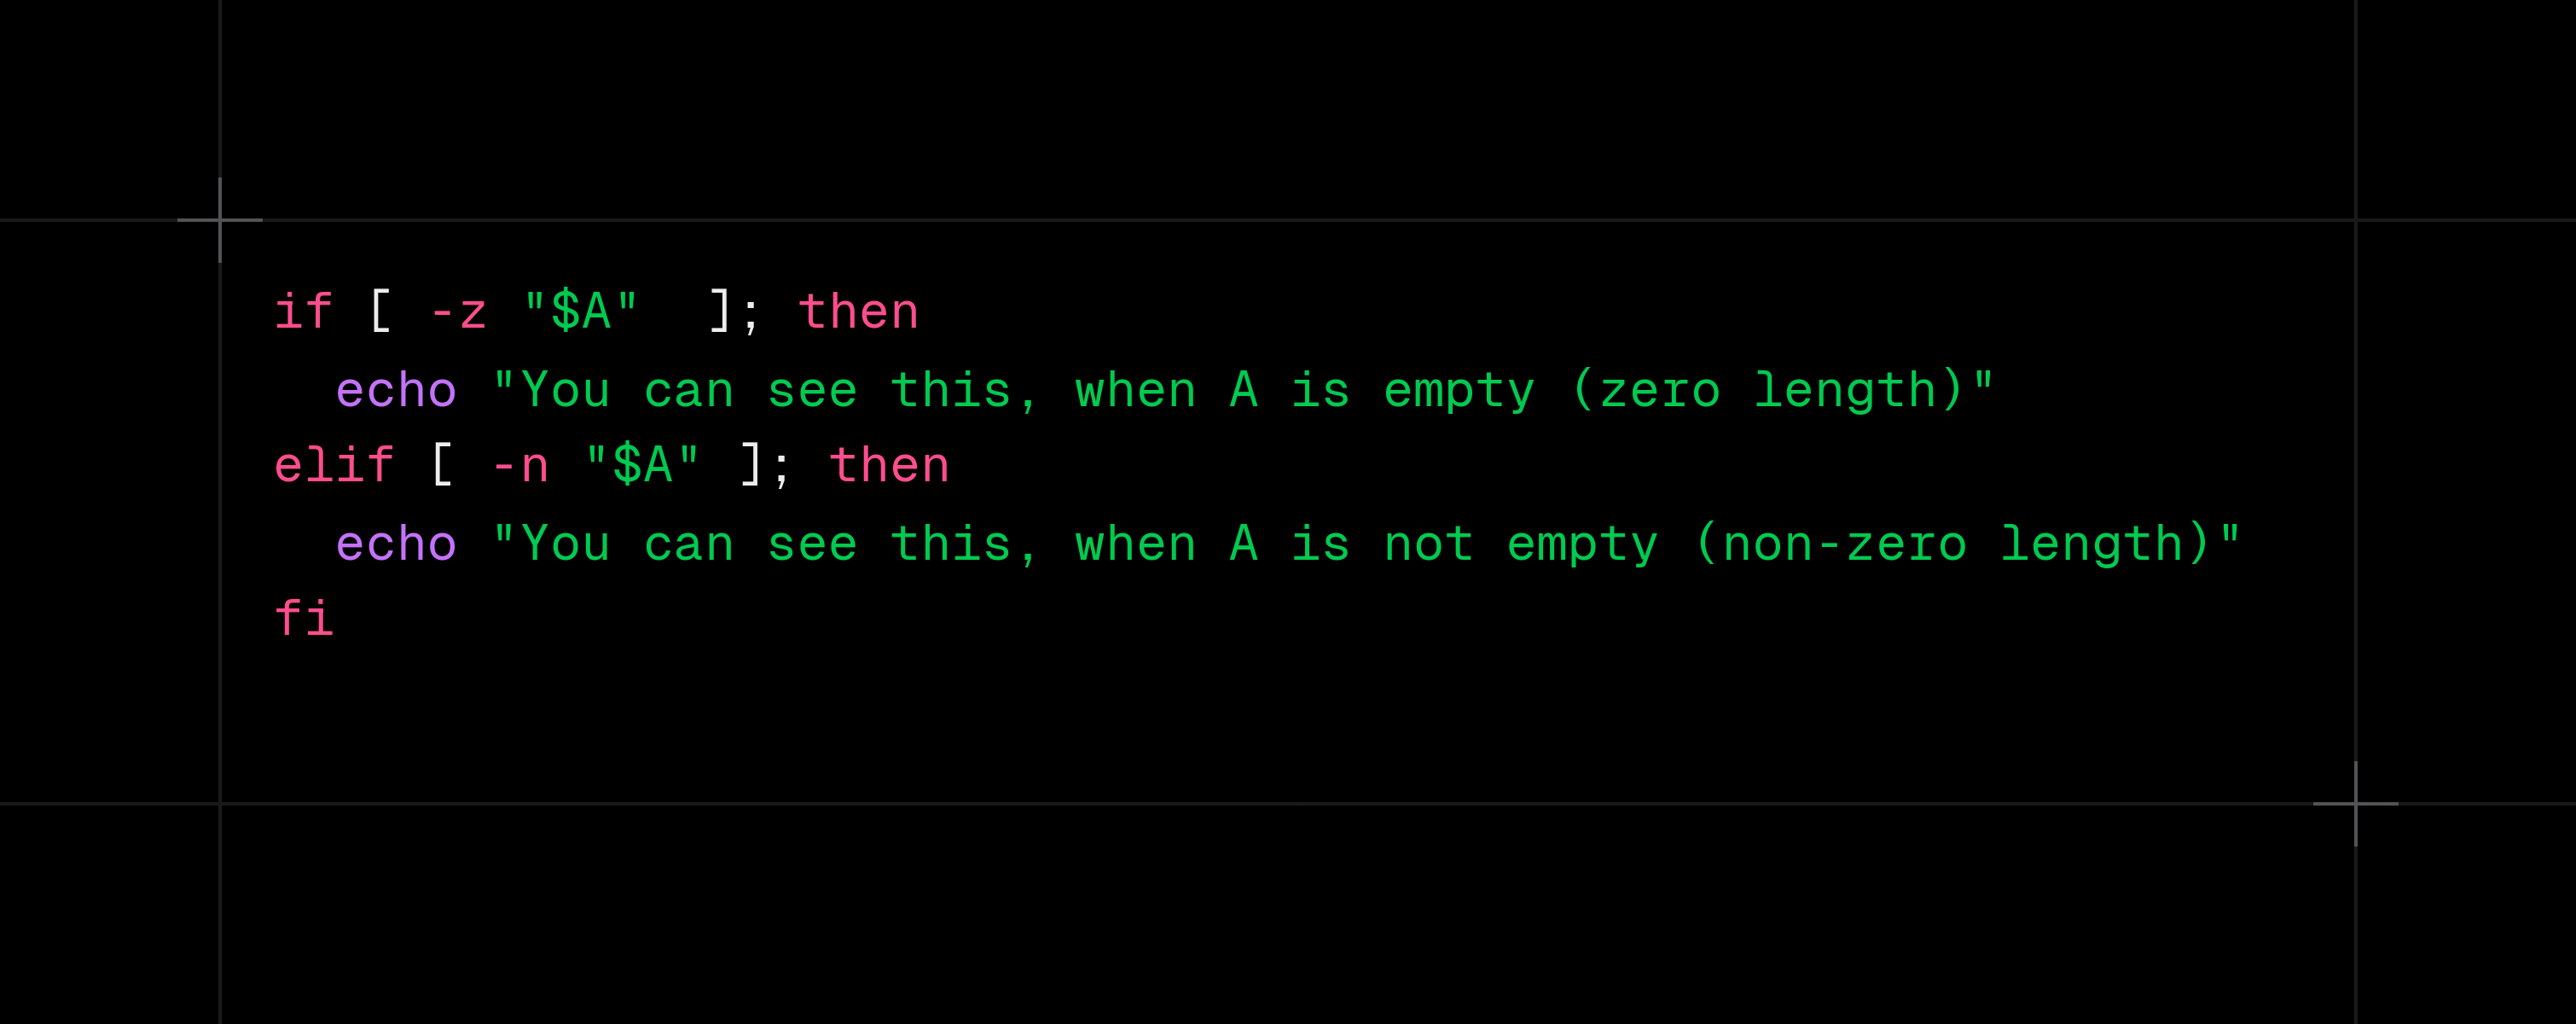 if [ -z "$A"  ]; then
  echo "You can see this, when A is empty (zero length)"
elif [ -n "$A" ]; then
  echo "You can see this, when A is not empty (non-zero length)"
fi